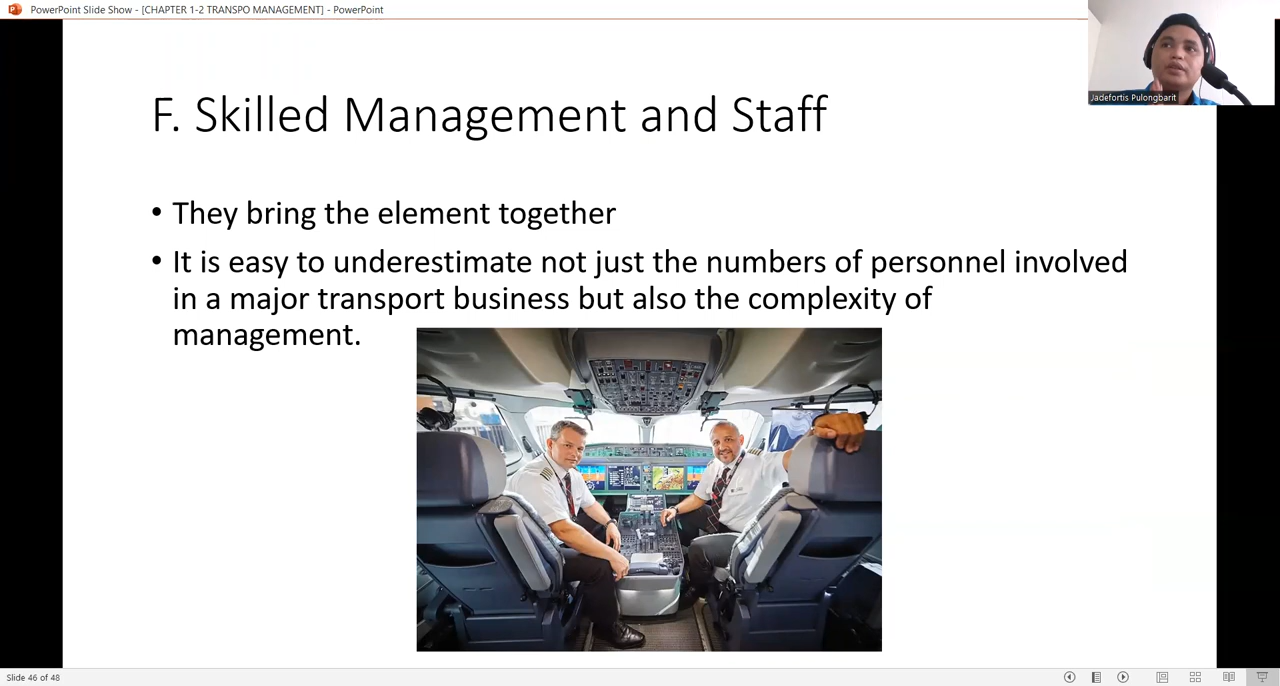 PowerPoint Slide Show - [CHAPTER 1-2 TRANSPO MANAGEMENT] - PowerPoint
Jadefortis Pulongbarit
F. Skilled Management and Staff
• They bring the element together
• It is easy to underestimate not just the numbers of personnel involved
in a major transport business but also the complexity of
management.
Slide 46 of 48